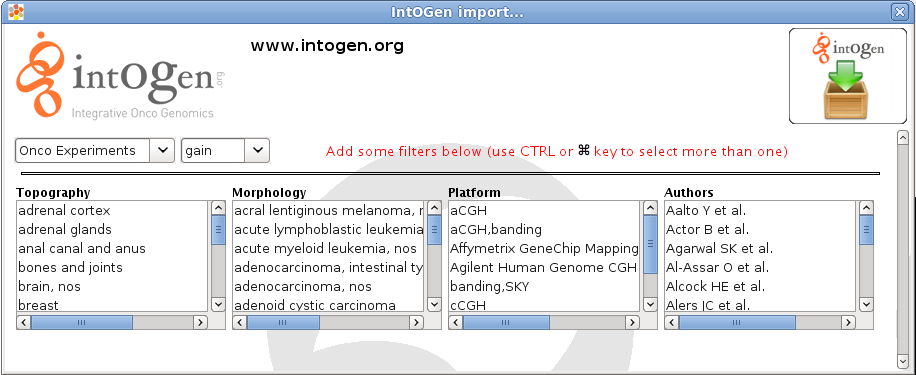 IntOGen import...
www.intogen.org
intOGen.org
Integrative Onco Genomics
intOGen
Onco Experiments
gain
Add some filters below (use CTRL or ⌘ key to select more than one)
Topography
adrenal cortex
adrenal glands
anal canal and anus
bones and joints
brain, nos
breast
Morphology
acral lentiginous melanoma, r
acute lymphoblastic leukemia
acute myeloid leukemia, nos
adenocarcinoma, intestinal ty
adenocarcinoma, nos
adenoid cystic carcinoma
Platform
aCGH
aCGH,banding
Affymetrix GeneChip Mapping
Agilent Human Genome CGH
banding,SKY
cCGH
Authors
Aalto Y et al.
Actor B et al.
Agarwal SK et al.
Al-Assar O et al.
Alcock HE et al.
Alers JC et al.